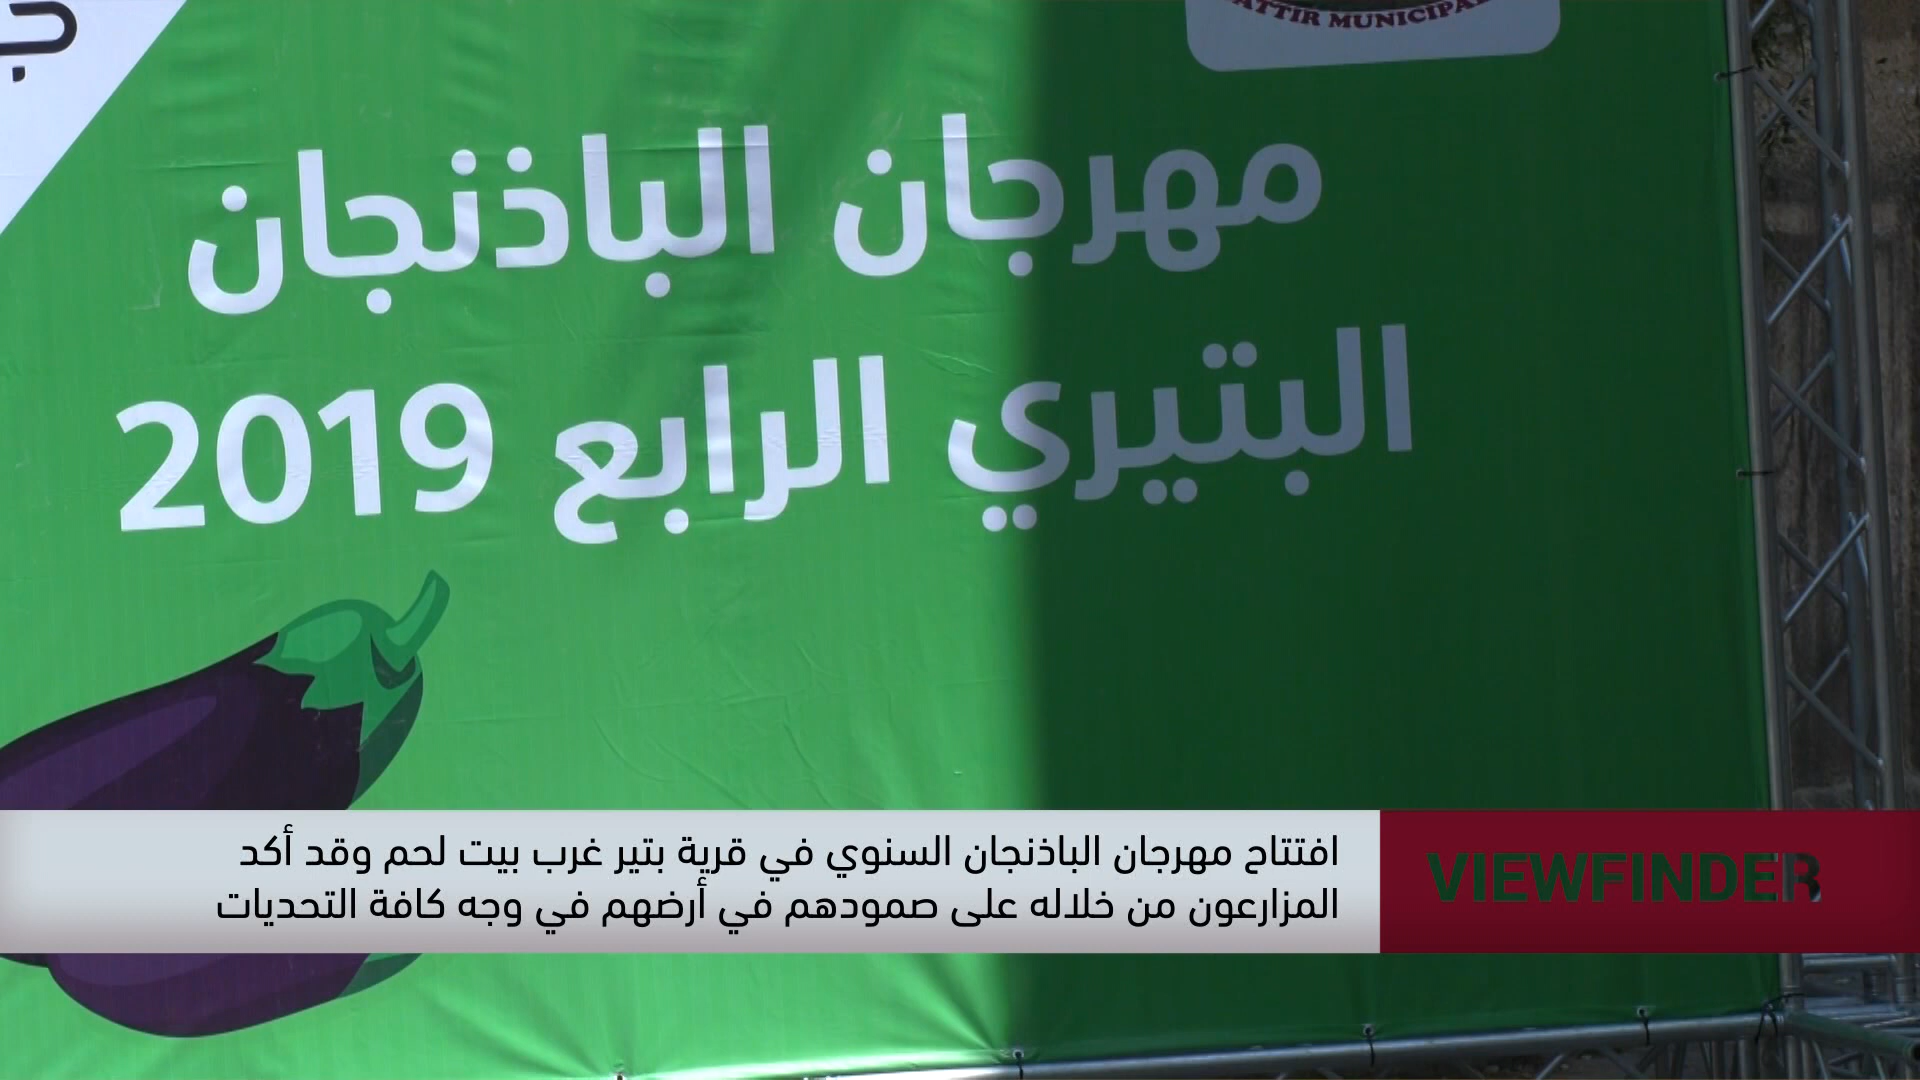 مهرجان الباذنجان
البتيري الرابع 2019
افتتاح مهرجان الباذنجان السنوي في قرية بتير غرب بيت لحم وقد أكد
المزارعون من خلاله على صمودهم في أرضهم في وجه كافة التحديات
VIEWFINDER